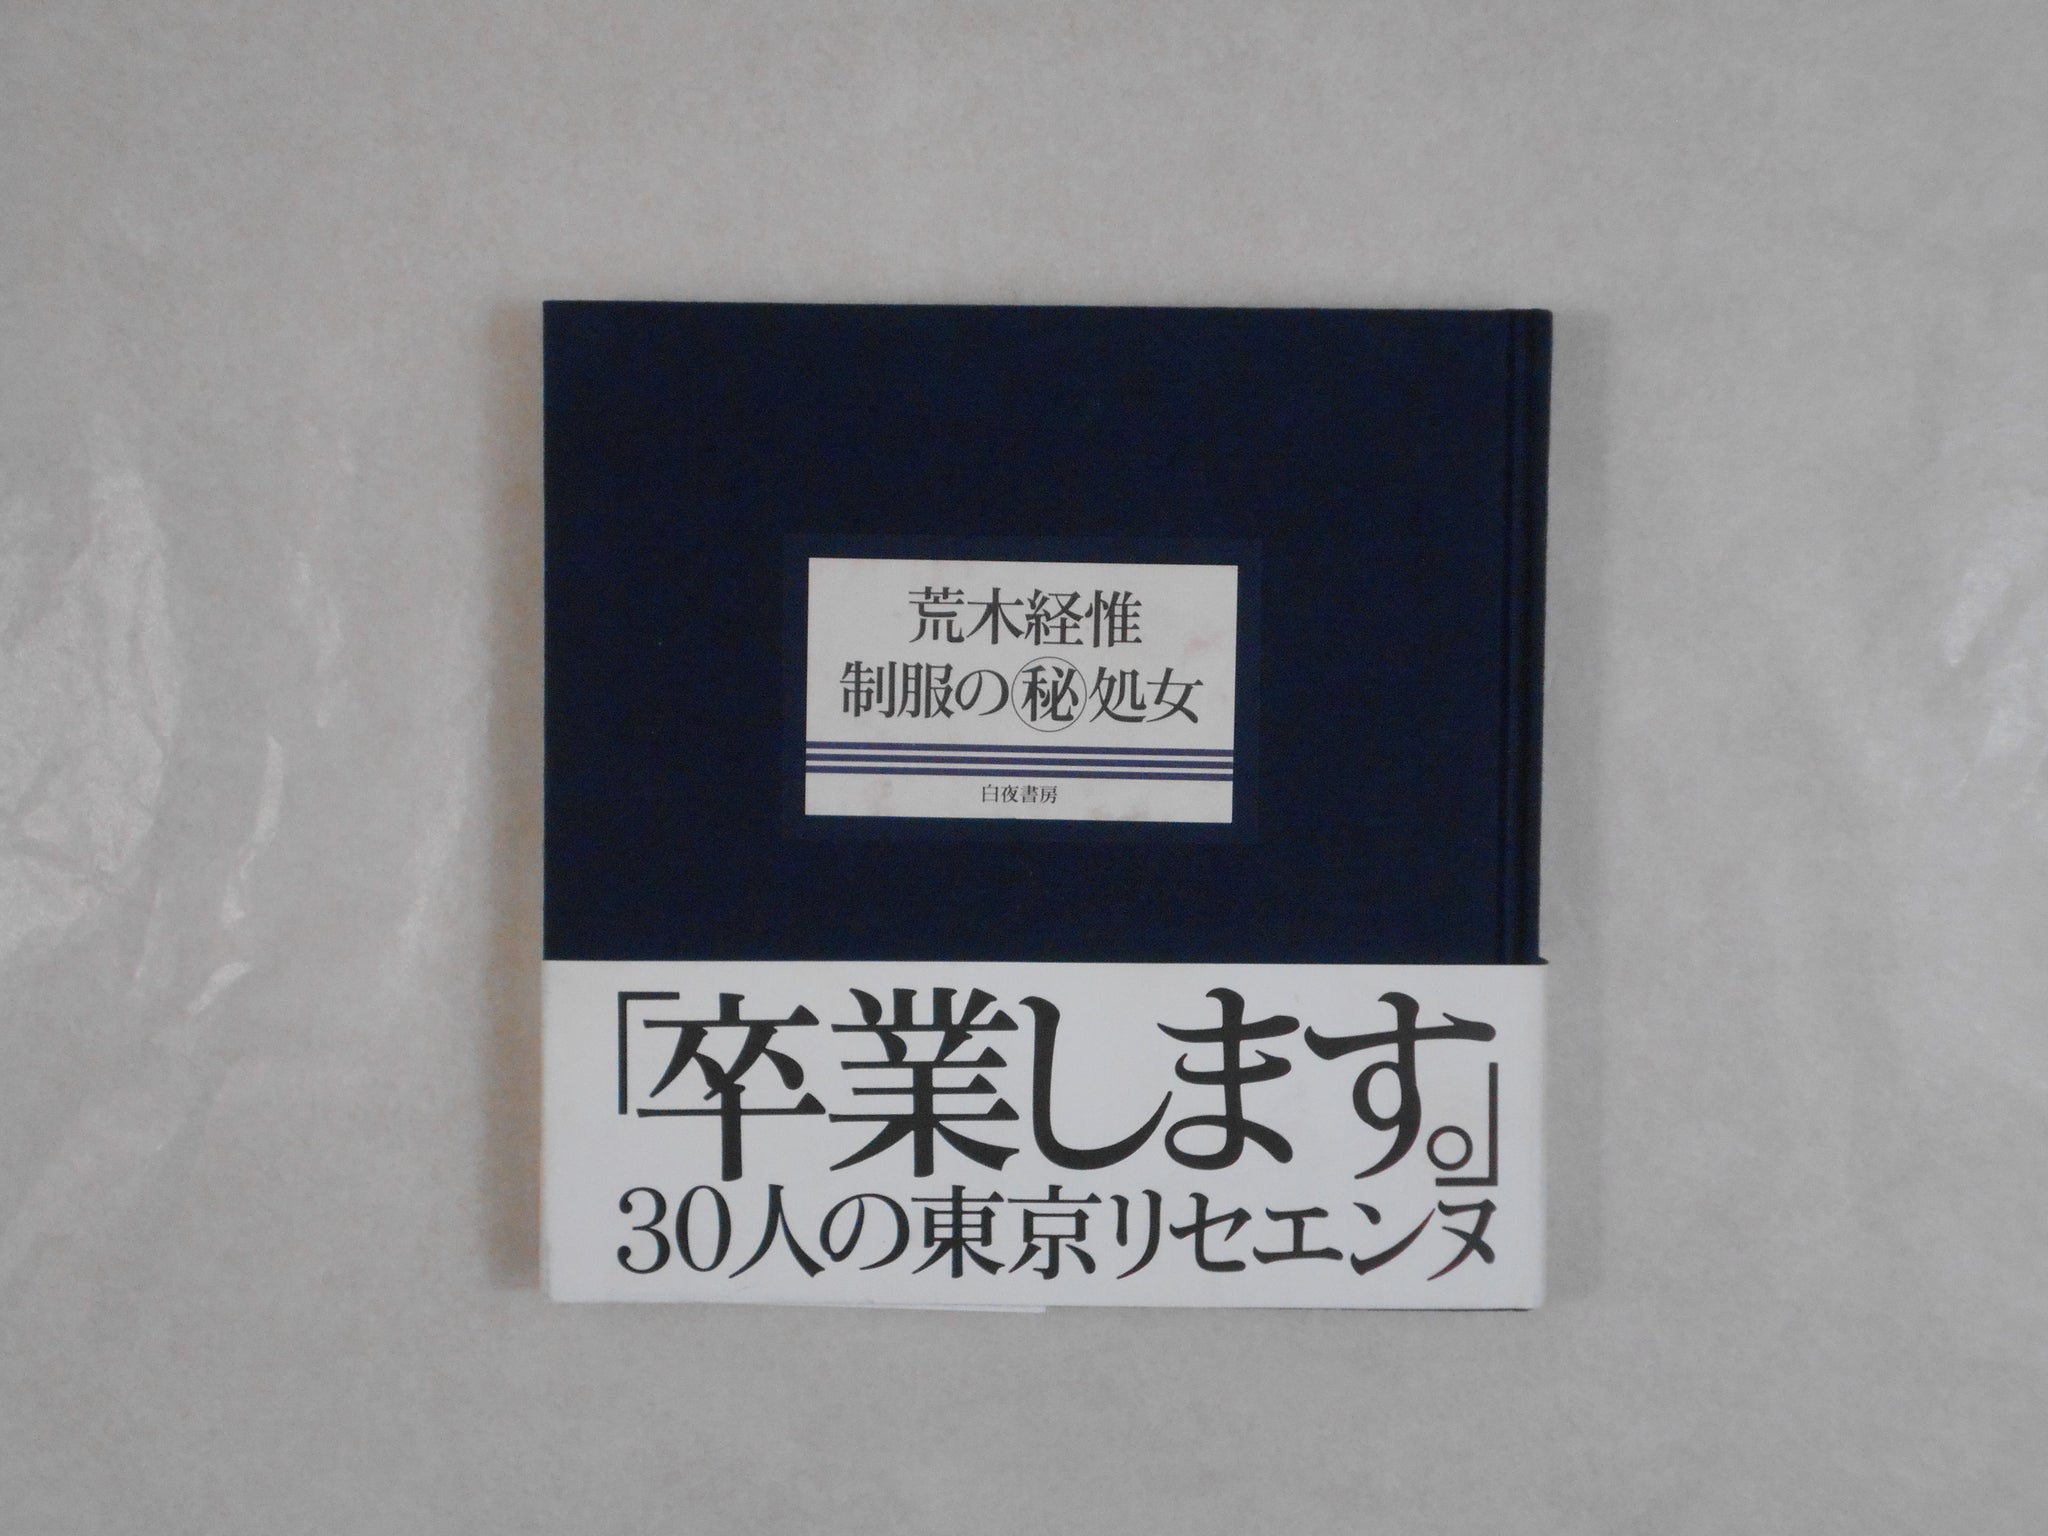 荒木経惟
制服の㊙処女
白夜書房
「卒業します。」
30人の東京リセエンヌ